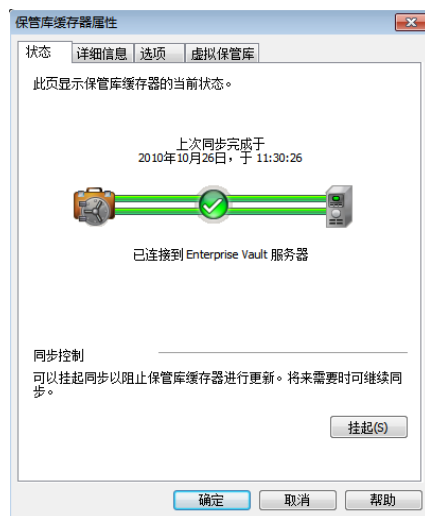 保管库缓存器属性
状态 详细信息 选项 虚拟保管库
此页显示保管库缓存器的当前状态。
上次同步完成于
2010年10月26日，于 11:30:26
已连接到 Enterprise Vault 服务器
同步控制
可以挂起同步以阻止保管库缓存器进行更新。将来需要时可继续同
步。
挂起(S)
确定 取消 帮助